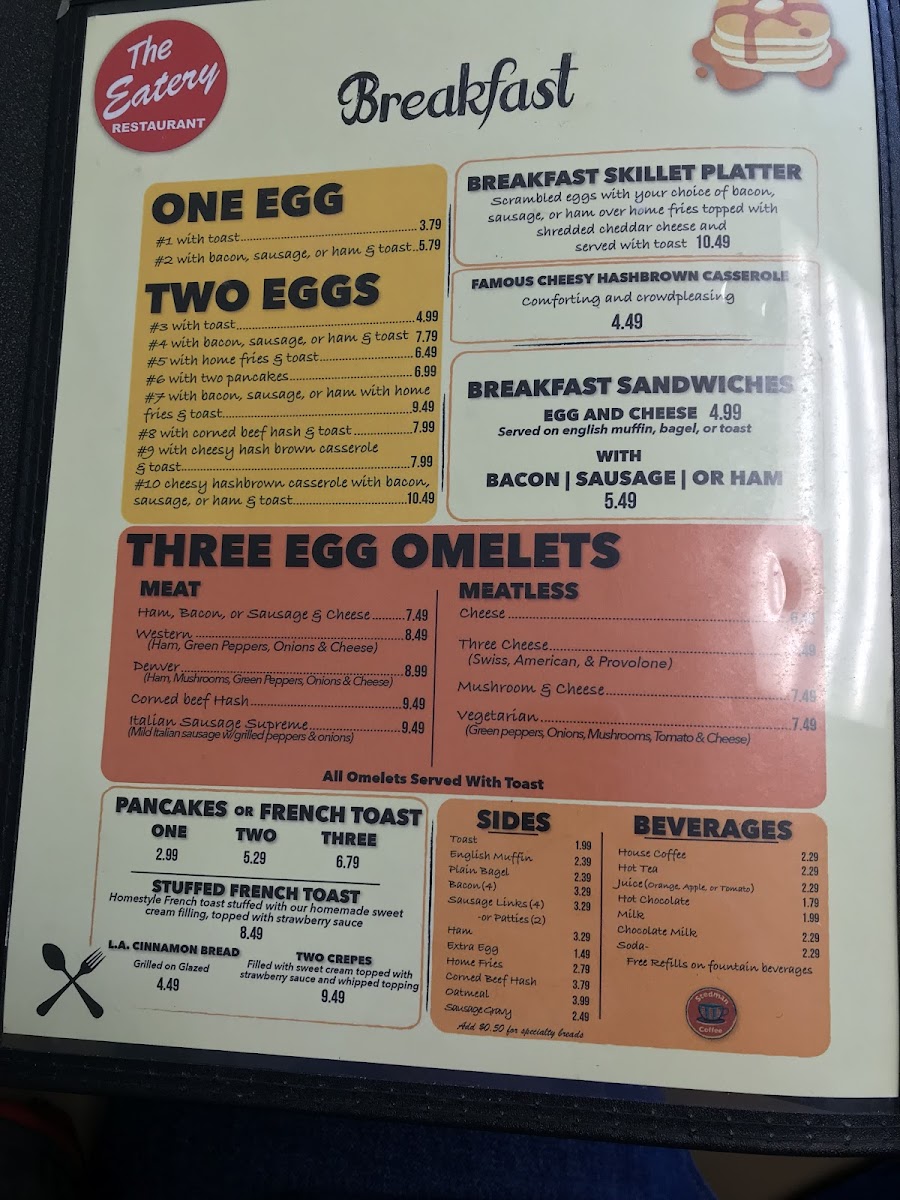 The
Eatery
RESTAURANT
Breakfast
ONE EGG
#1 with toast 3.79
#2 with bacon, sausage, or ham & toast..5.79
TWO EGGS
#3 with toast 4.99
#4 with bacon, sausage, or ham & toast 7.79
#5 with home fries & toast 6.49
#6 with two pancakes 6.99
#7 with bacon, sausage, or ham with home
fries & toast 9.49
#8 with corned beef hash & toast 7.99
#9 with cheesy hash brown casserole
& toast 7.99
#10 cheesy hashbrown casserole with bacon,
sausage, or ham & toast 10.49
BREAKFAST SKILLET PLATTER
Scrambled eggs with your choice of bacon,
sausage, or ham over home fries topped with
shredded cheddar cheese and
served with toast 10.49
FAMOUS CHEESY HASHBROWN CASSEROLE
Comforting and crowdpleasing
4.49
BREAKFAST SANDWICHES
EGG AND CHEESE 4.99
Served on english muffin, bagel, or toast
WITH
BACON | SAUSAGE | OR HAM
5.49
THREE EGG OMELETS
MEAT
Ham, Bacon, or Sausage & Cheese 7.49
Western 8.49
(Ham, Green Peppers, Onions & Cheese)
Denver 8.99
(Ham, Mushrooms, Green Peppers, Onions & Cheese)
Corned beef Hash 9.49
Italian Sausage Supreme 9.49
(Mild Italian sausage w/grilled peppers & onions)
MEATLESS
Cheese
Three Cheese
(Swiss, American, & Provolone)
Mushroom & Cheese 7.49
Vegetarian 7.49
(Green peppers, Onions, Mushrooms, Tomato & Cheese)
All Omelets Served With Toast
PANCAKES OR FRENCH TOAST
ONE TWO THREE
2.99 5.29 6.79
STUFFED FRENCH TOAST
Homestyle French toast stuffed with our homemade sweet
cream filling, topped with strawberry sauce
8.49
L.A. CINNAMON BREAD
Grilled on Glazed
4.49
TWO CREPES
Filled with sweet cream topped with
strawberry sauce and whipped topping
9.49
SIDES
Toast 1.99
English Muffin 2.39
Plain Bagel 2.39
Bacon (4) 3.29
Sausage Links (4) 3.29
-or Patties (2)
Ham 3.29
Extra Egg 1.49
Home Fries 2.79
Corned Beef Hash 3.79
Oatmeal 3.99
Sausage Gravy 2.49
Add $0.50 for specialty breads
BEVERAGES
House Coffee 2.29
Hot Tea 2.29
Juice (Orange, Apple, or Tomato) 2.29
Hot Chocolate 1.79
Milk 1.99
Chocolate Milk 2.29
Soda- 2.29
Free Refills on fountain beverages
Stedman
Coffee